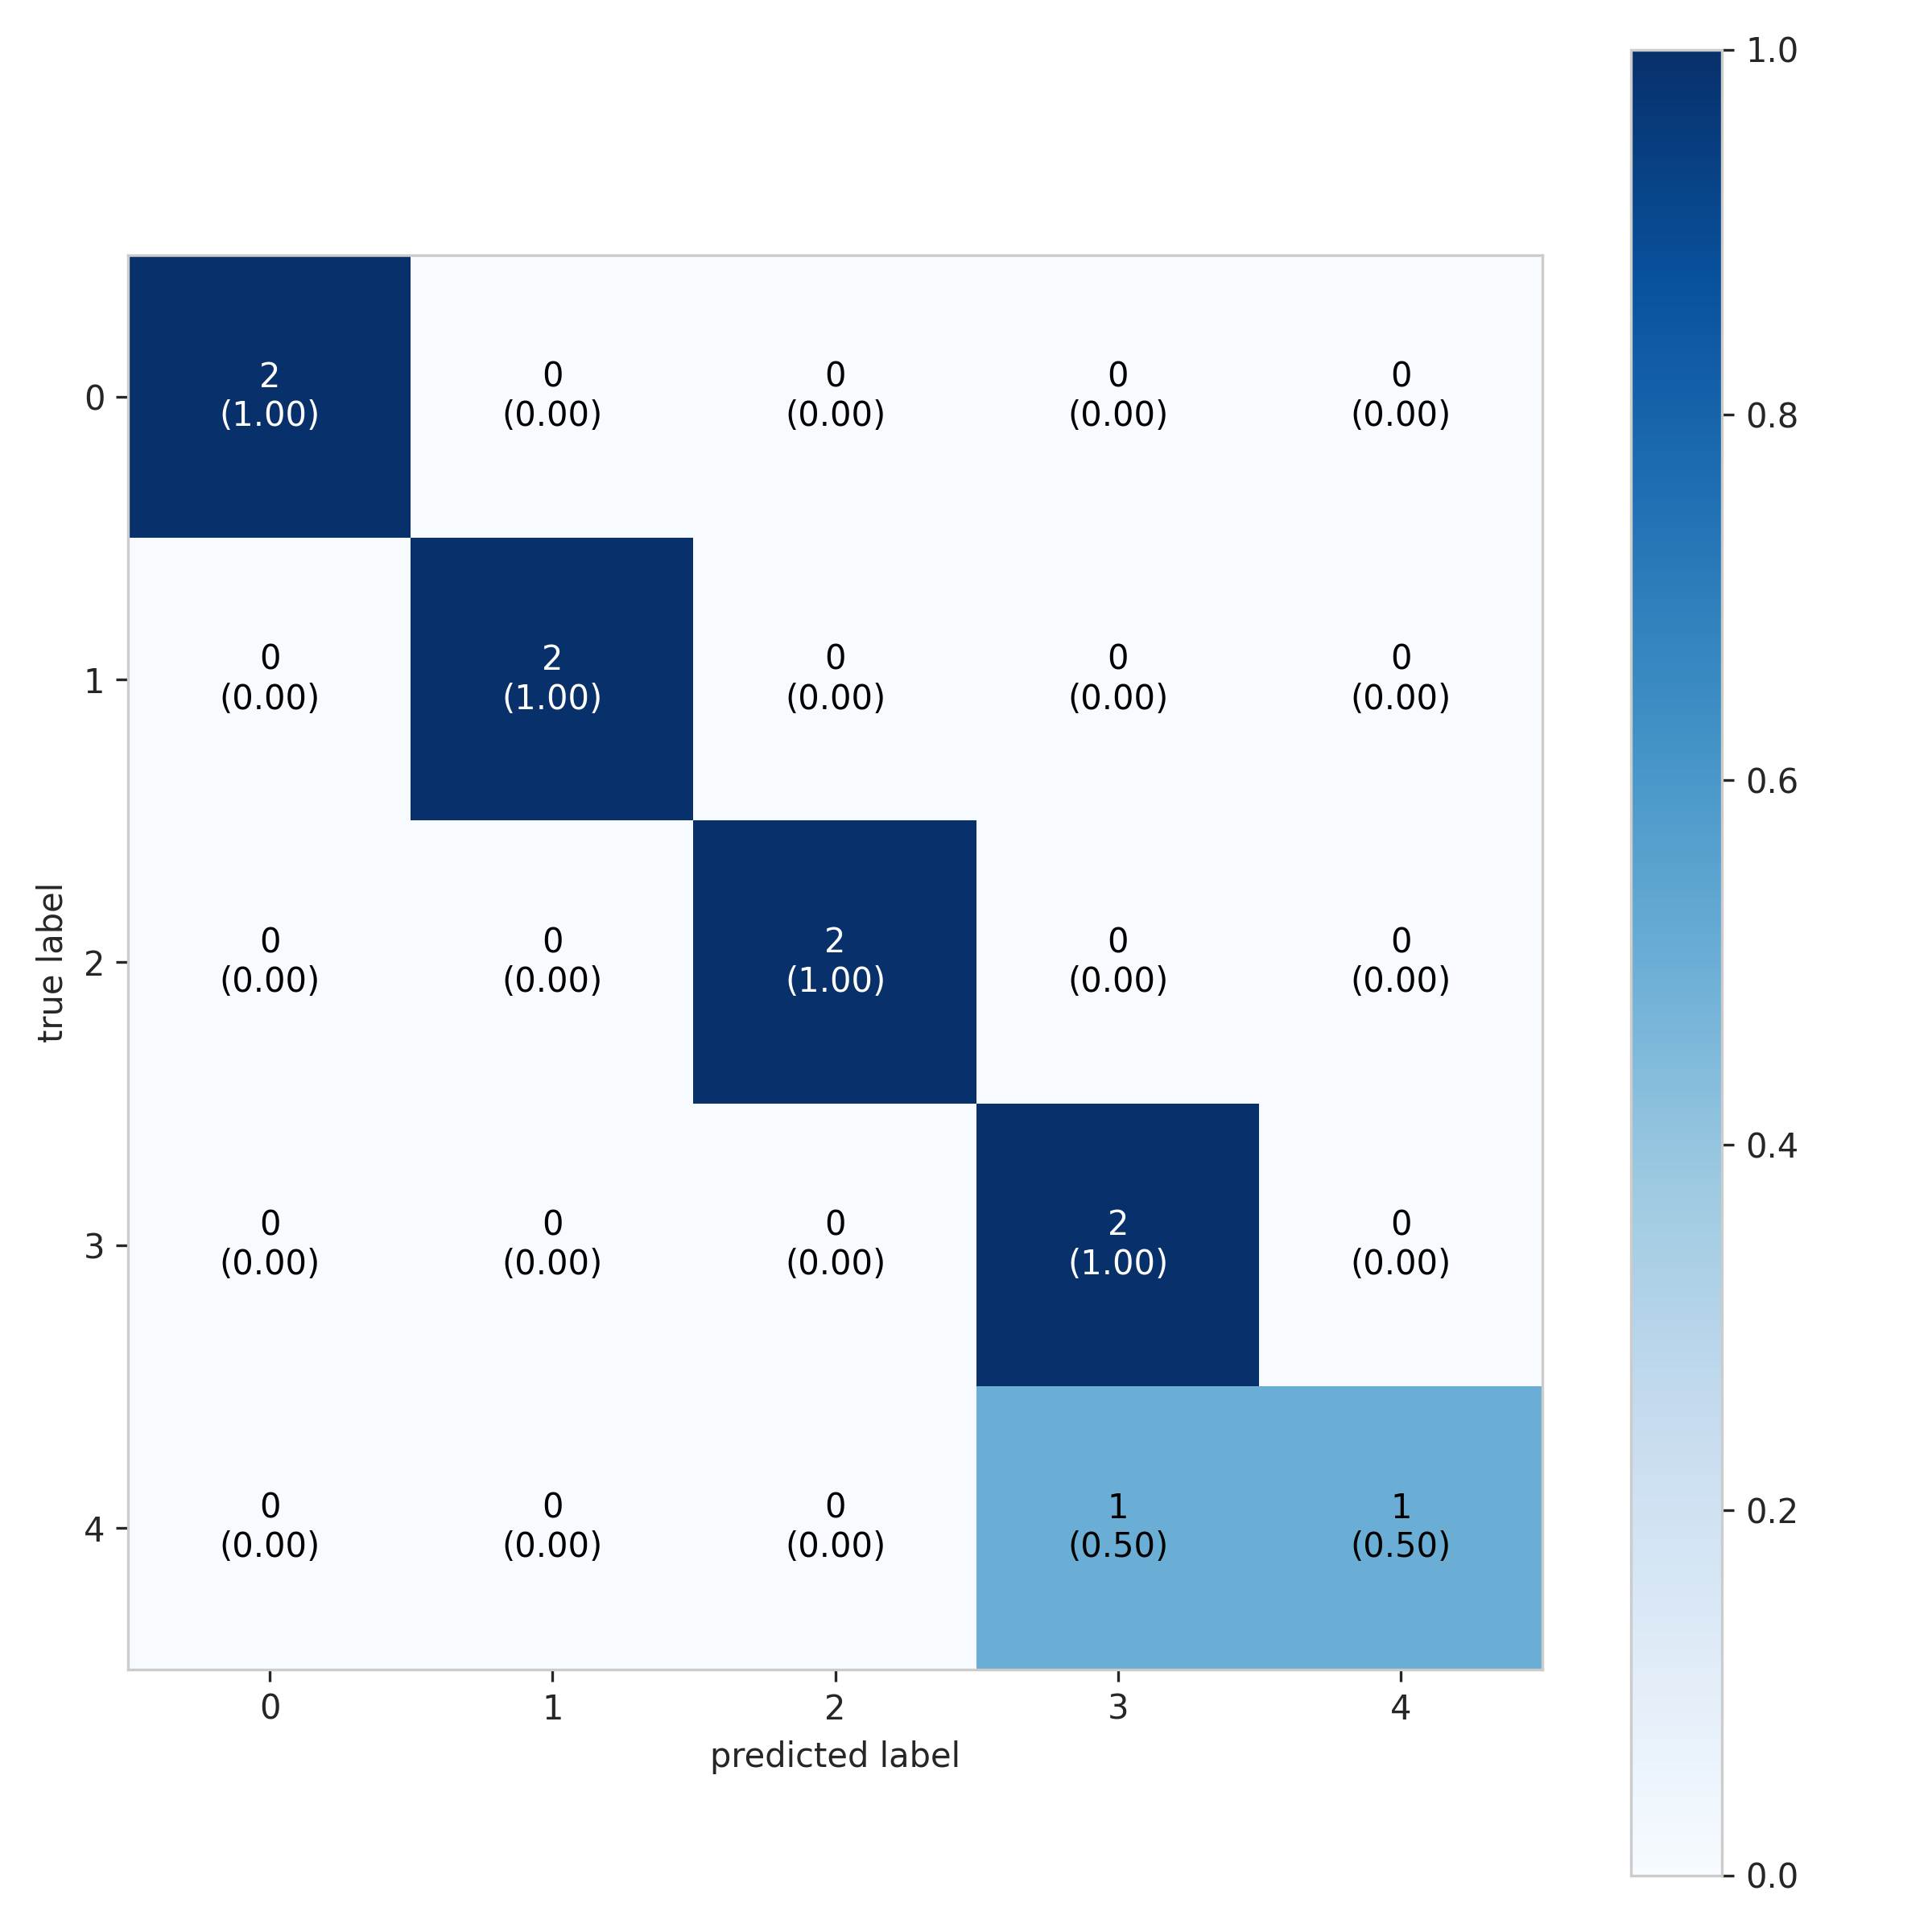 1.0
0.8
0.6
0.4
0.2
0.0
true label
0
2 0 0 0 0
(1.00) (0.00) (0.00) (0.00) (0.00)
1
0 2 0 0 0
(0.00) (1.00) (0.00) (0.00) (0.00)
2
0 0 2 0 0
(0.00) (0.00) (1.00) (0.00) (0.00)
3
0 0 0 2 0
(0.00) (0.00) (0.00) (1.00) (0.00)
4
0 0 0 1 1
(0.00) (0.00) (0.00) (0.50) (0.50)
0 1 2 3 4
predicted label